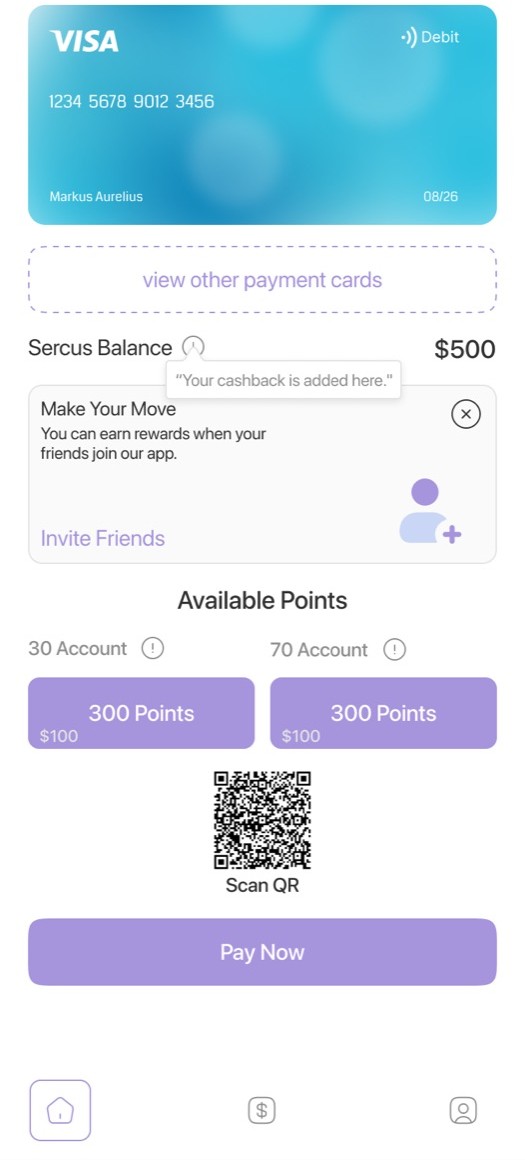 VISA
Debit
1234 5678 9012 3456
Markus Aurelius
08/26
view other payment cards
Sercus Balance
$500
"Your cashback is added here."
Make Your Move
You can earn rewards when your
friends join our app.
Invite Friends
Available Points
30 Account
70 Account
300 Points
$100
300 Points
$100
Scan QR
Pay Now